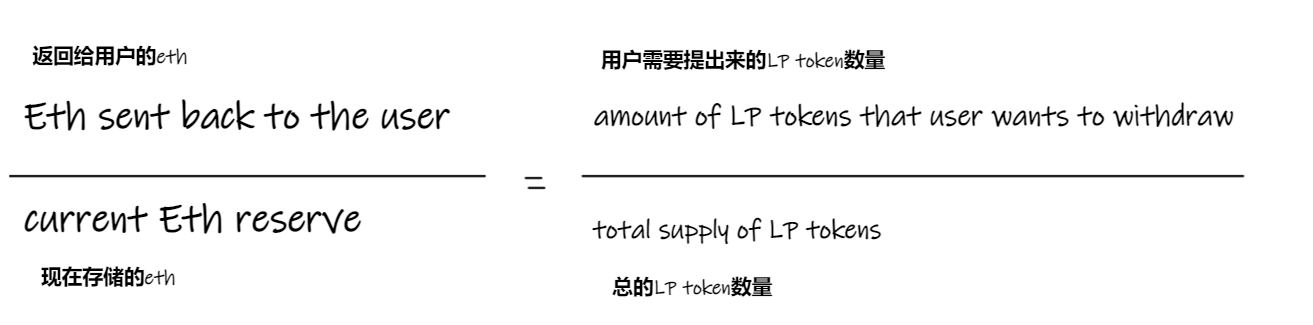 返回给用户的eth
Eth sent back to the user
current Eth reserve
现在存储的eth
=
用户需要提出来的LP token数量
amount of LP tokens that user wants to withdraw
total supply of LP tokens
总的LP token数量